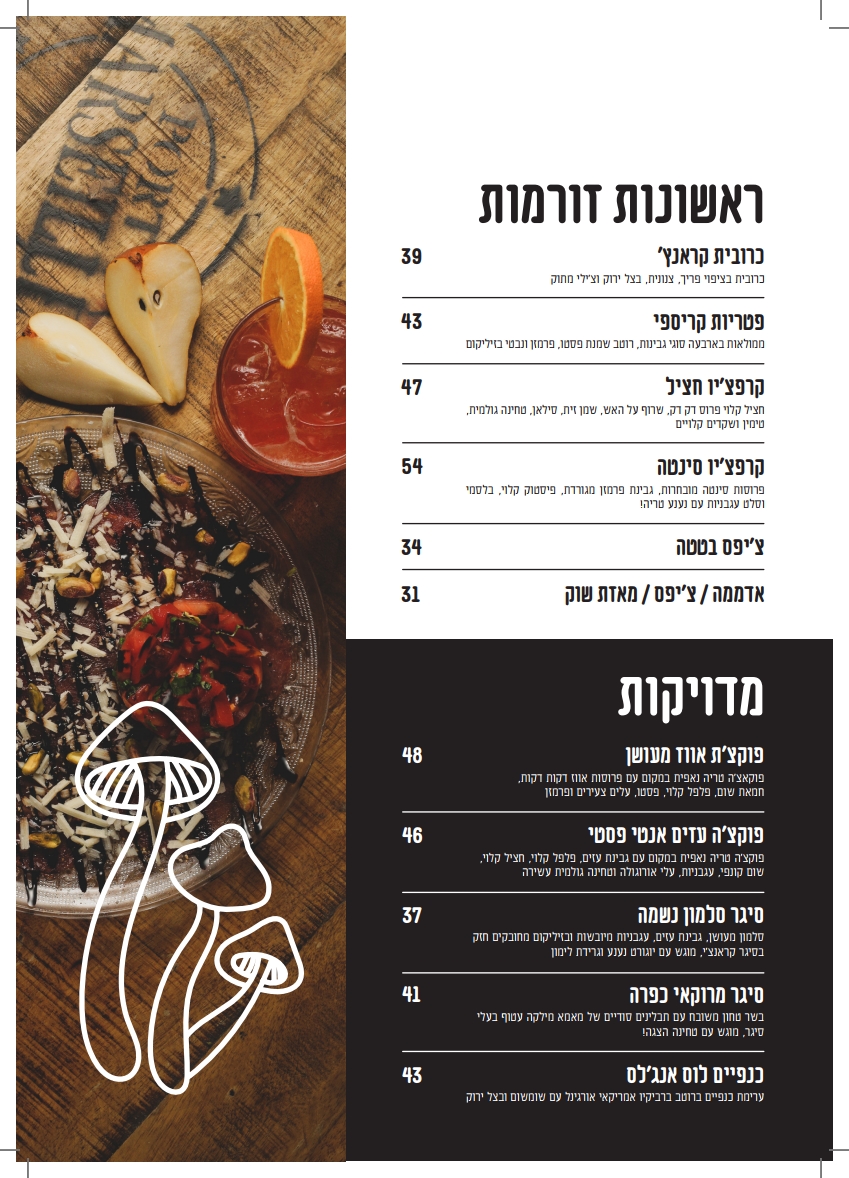 PORT
MARSEILLE
ראשונות זורמות
כרובית קראנץ' 39
כרובית בציפוי פריך, צנונית, בצל ירוק וצ'ילי מתוק
פטריות קריספי 43
ממולאות בארבעה סוגי גבינות, רוטב שמנת פסטו, פרמזן ונבטי בזיליקום
קרפצ'יו חציל 47
חציל קלוי פרוס דק דק, שרוף על האש, שמן זית, סילאן, טחינה גולמית,
טימין ושקדים קלויים
קרפצ'יו סינטה 54
פרוסות סינטה מובחרות, גבינת פרמזן מגורדת, פיסטוק קלוי, בלסמי
וסלט עגבניות עם נענע טריה!
צ'יפס בטטה 34
אדממה / צ'יפס / מאזת שוק 31
מדויקות
פוקצ'ת אווז מעושן 48
פוקאצ'ה טריה נאפית במקום עם פרוסות אווז דקות דקות,
חמאת שום, פלפל קלוי, פסטו, עלים צעירים ופרמזן
פוקצ'ה עזים אנטי פסטי 46
פוקצ'ה טריה נאפית במקום עם גבינת עזים, פלפל קלוי, חציל קלוי,
שום קונפי, עגבניות, עלי אורוגולה וטחינה גולמית עשירה
סיגר סלמון נשמה 37
סלמון מעושן, גבינת עזים, עגבניות מיובשות ובזיליקום מחובקים חזק
בסיגר קראנצ'י, מוגש עם יוגורט נענע וגרידת לימון
סיגר מרוקאי כפרה 41
בשר טחון משובח עם תבלינים סודיים של מאמא מילקה עטוף בעלי
סיגר, מוגש עם טחינה הצגה!
כנפיים לוס אנג'לס 43
ערימת כנפיים ברוטב ברביקיו אמריקאי אורגינל עם שומשום ובצל ירוק